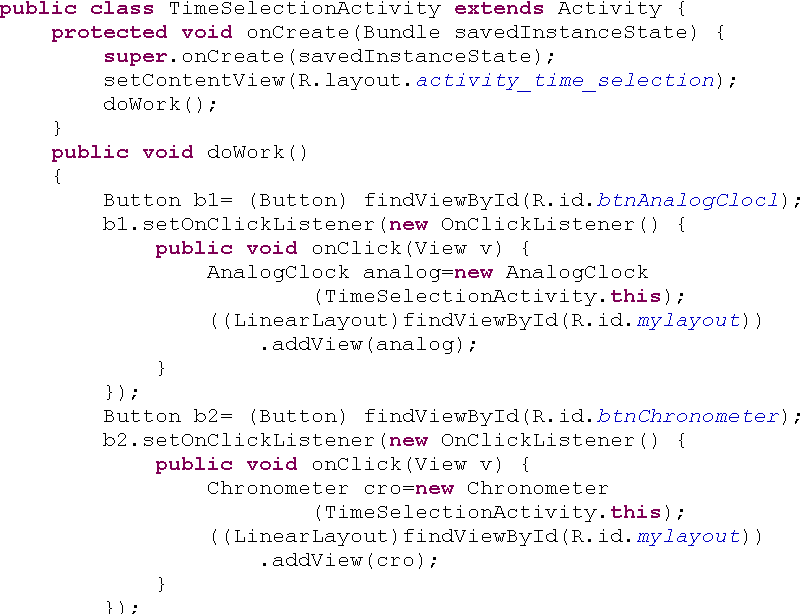 public class TimeSelectionActivity extends Activity {
    protected void onCreate(Bundle savedInstanceState) {
        super.onCreate(savedInstanceState);
        setContentView(R.layout.activity_time_selection);
        doWork();
    }
    public void doWork()
    {
        Button b1= (Button) findViewById(R.id.btnAnalogClocl);
        b1.setOnClickListener(new OnClickListener() {
            public void onClick(View v) {
                AnalogClock analog=new AnalogClock
                        (TimeSelectionActivity.this);
                ((LinearLayout)findViewById(R.id.mylayout))
                    .addView(analog);
            }
        });
        Button b2= (Button) findViewById(R.id.btnChronometer);
        b2.setOnClickListener(new OnClickListener() {
            public void onClick(View v) {
                Chronometer cro=new Chronometer
                        (TimeSelectionActivity.this);
                ((LinearLayout)findViewById(R.id.mylayout))
                    .addView(cro);
            }
        });